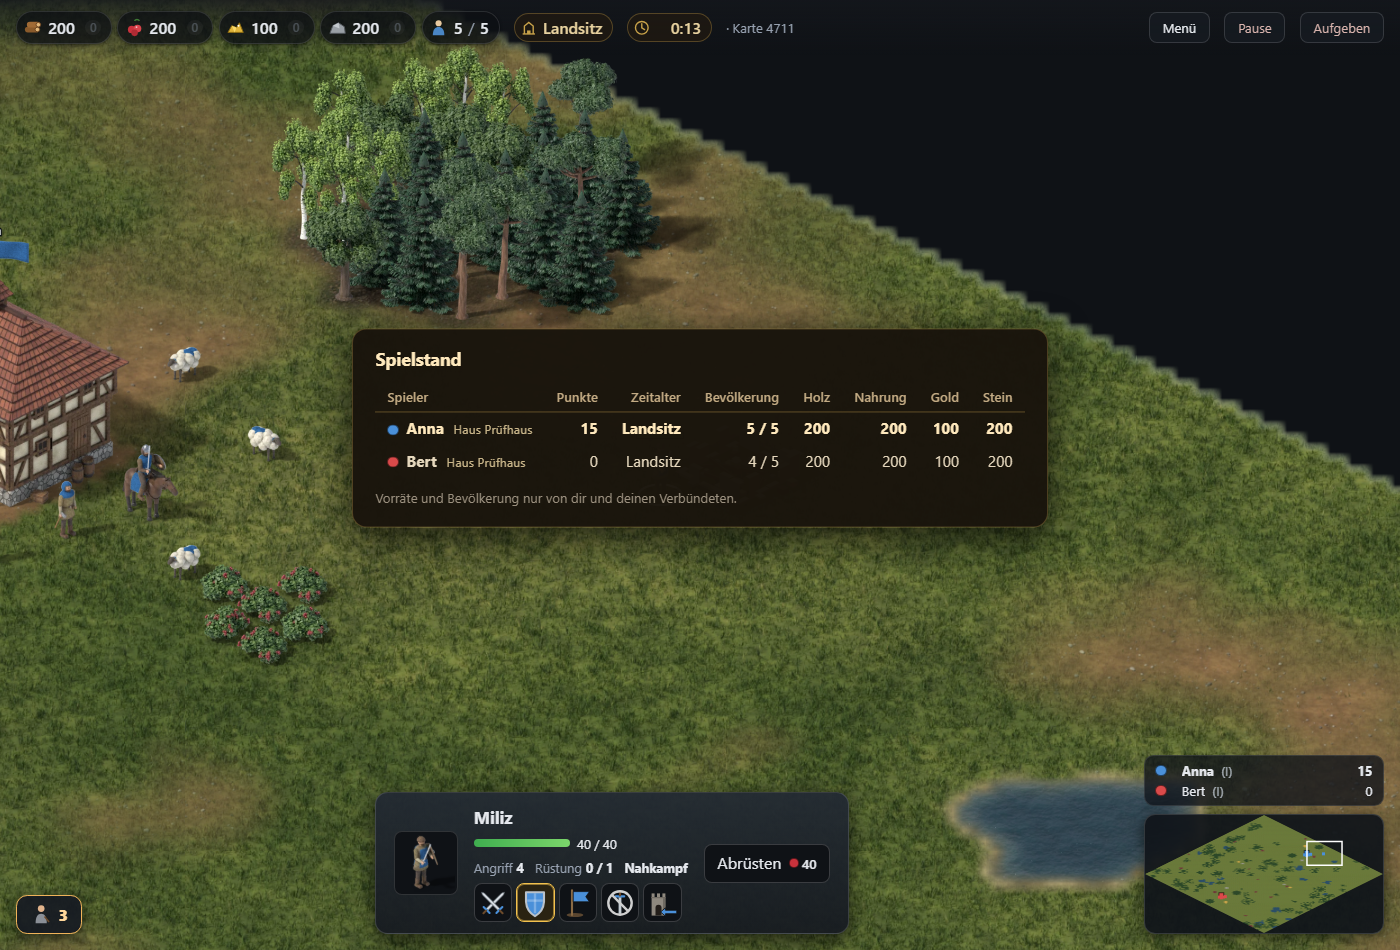 200 0 200 0 100 0 200 0 5 / 5 Landsitz 0:13 · Karte 4711 Menü Pause Aufgeben
Spielstand
Spieler Punkte Zeitalter Bevölkerung Holz Nahrung Gold Stein
Anna Haus Prüfhaus 15 Landsitz 5 / 5 200 200 100 200
Bert Haus Prüfhaus 0 Landsitz 4 / 5 200 200 100 200
Vorräte und Bevölkerung nur von dir und deinen Verbündeten.
Anna (I) 15
Bert (I) 0
Miliz
40 / 40
Angriff 4 Rüstung 0 / 1 Nahkampf
Abrüsten 40
3